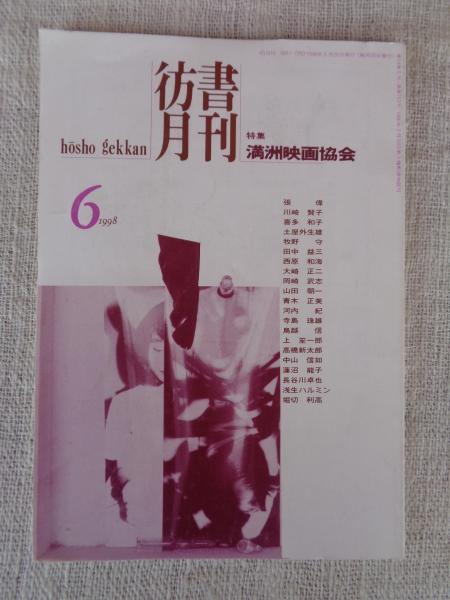 彷書
月刊
hōsho gekkan
特集
満洲映画協会
6 1998
張 偉
川崎 賢子
喜多 和子
土屋外生雄
牧野 守
田中 益三
西原 和海
大崎 正二
岡崎 武志
山田 朝一
青木 正美
河内 紀
寺島 珠雄
鳥越 信
上 笙一郎
高橋新太郎
中山 信如
蓮沼 龍子
長谷川卓也
浅生ハルミン
堀切 利高